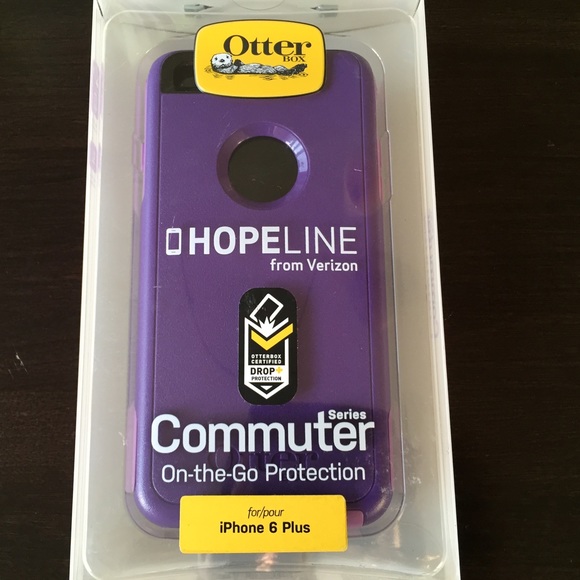 Otter
BOX
HOPELINE
from Verizon
OTTERBOX
CERTIFIED
DROP+
PROTECTION
Series
Commuter
Otter
On-the-Go Protection
for/pour
iPhone 6 Plus